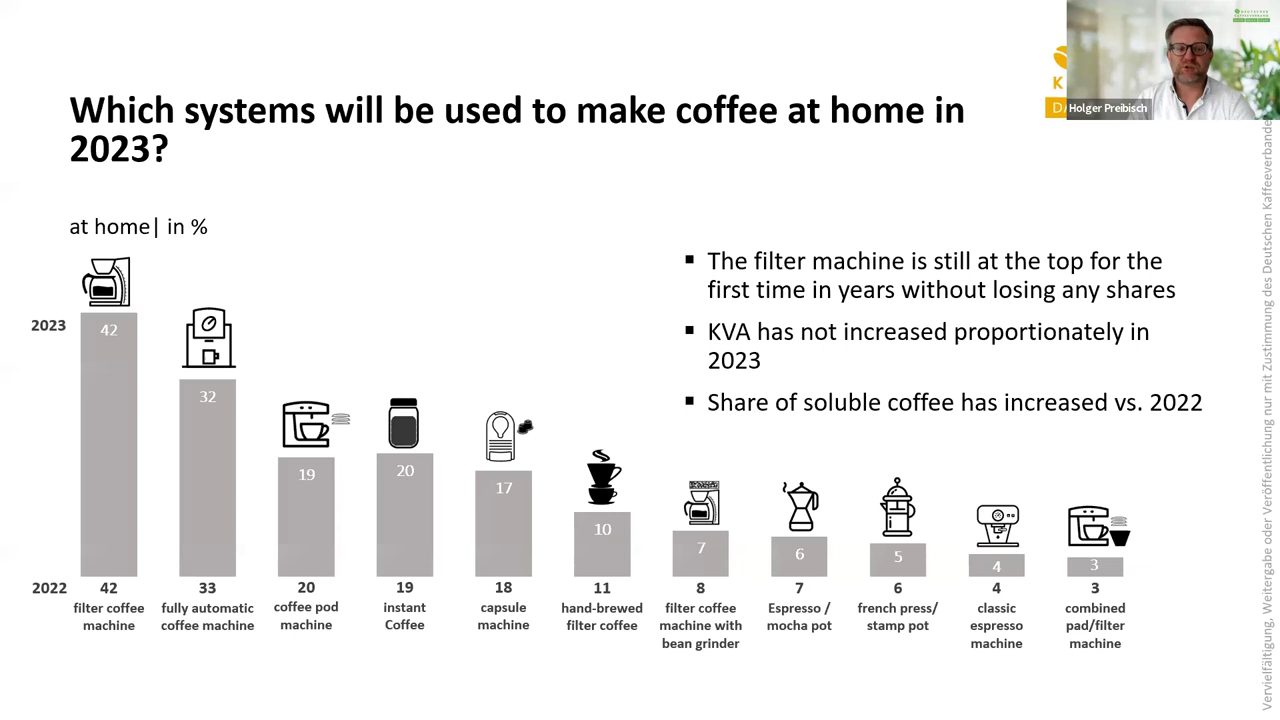 Which systems will be used to make coffee at home in
2023?
at home| in %
The filter machine is still at the top for the
first time in years without losing any shares
KVA has not increased proportionately in
2023
Share of soluble coffee has increased vs. 2022
2023
42
32
19
20
17
10
7
6
5
4
3
2022
42
33
20
19
18
11
8
7
6
4
3
filter coffee
machine
fully automatic
coffee machine
coffee pod
machine
instant
Coffee
capsule
machine
hand-brewed
filter coffee
filter coffee
machine with
bean grinder
Espresso /
mocha pot
french press/
stamp pot
classic
espresso
machine
combined
pad/filter
machine
Holger Preibisch
DEUTSCHER
KAFFEEVERBAND
K
Vervielfältigung, Weitergabe oder Veröffentlichung nur mit Zustimmung des Deutschen Kaffeeverbande